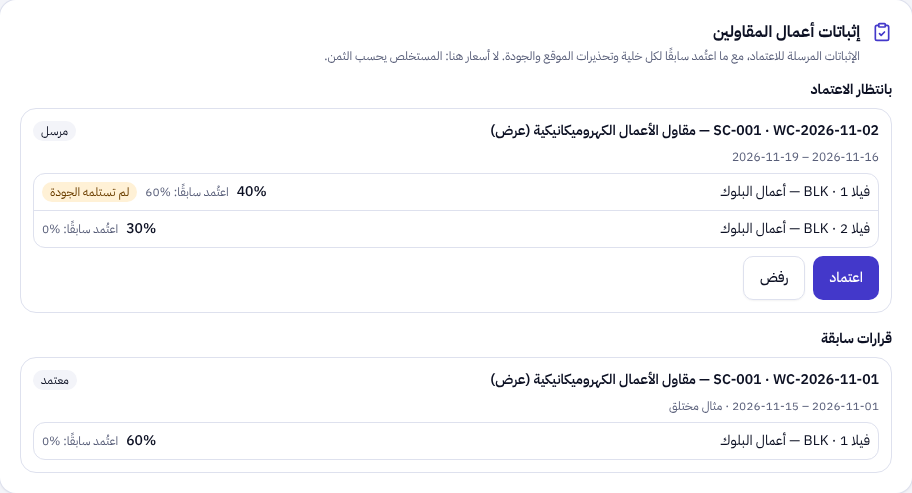 إثباتات أعمال المقاولين
الإثباتات المرسلة للاعتماد، مع ما اعتُمد سابقًا لكل خلية وتحذيرات الموقع والجودة. لا أسعار هنا: المستخلص يحسب الثمن.
بانتظار الاعتماد
SC-001 · WC-2026-11-02 — مقاول الأعمال الكهروميكانيكية (عرض)
مرسل
2026-11-16 – 2026-11-19
فيلا 1 · BLK — أعمال البلوك
40% اعتُمد سابقًا: 60% لم تستلمه الجودة
فيلا 2 · BLK — أعمال البلوك
30% اعتُمد سابقًا: 0%
اعتماد
رفض
قرارات سابقة
SC-001 · WC-2026-11-01 — مقاول الأعمال الكهروميكانيكية (عرض)
معتمد
2026-11-01 – 2026-11-15 · مثال مختلق
فيلا 1 · BLK — أعمال البلوك
60% اعتُمد سابقًا: 0%